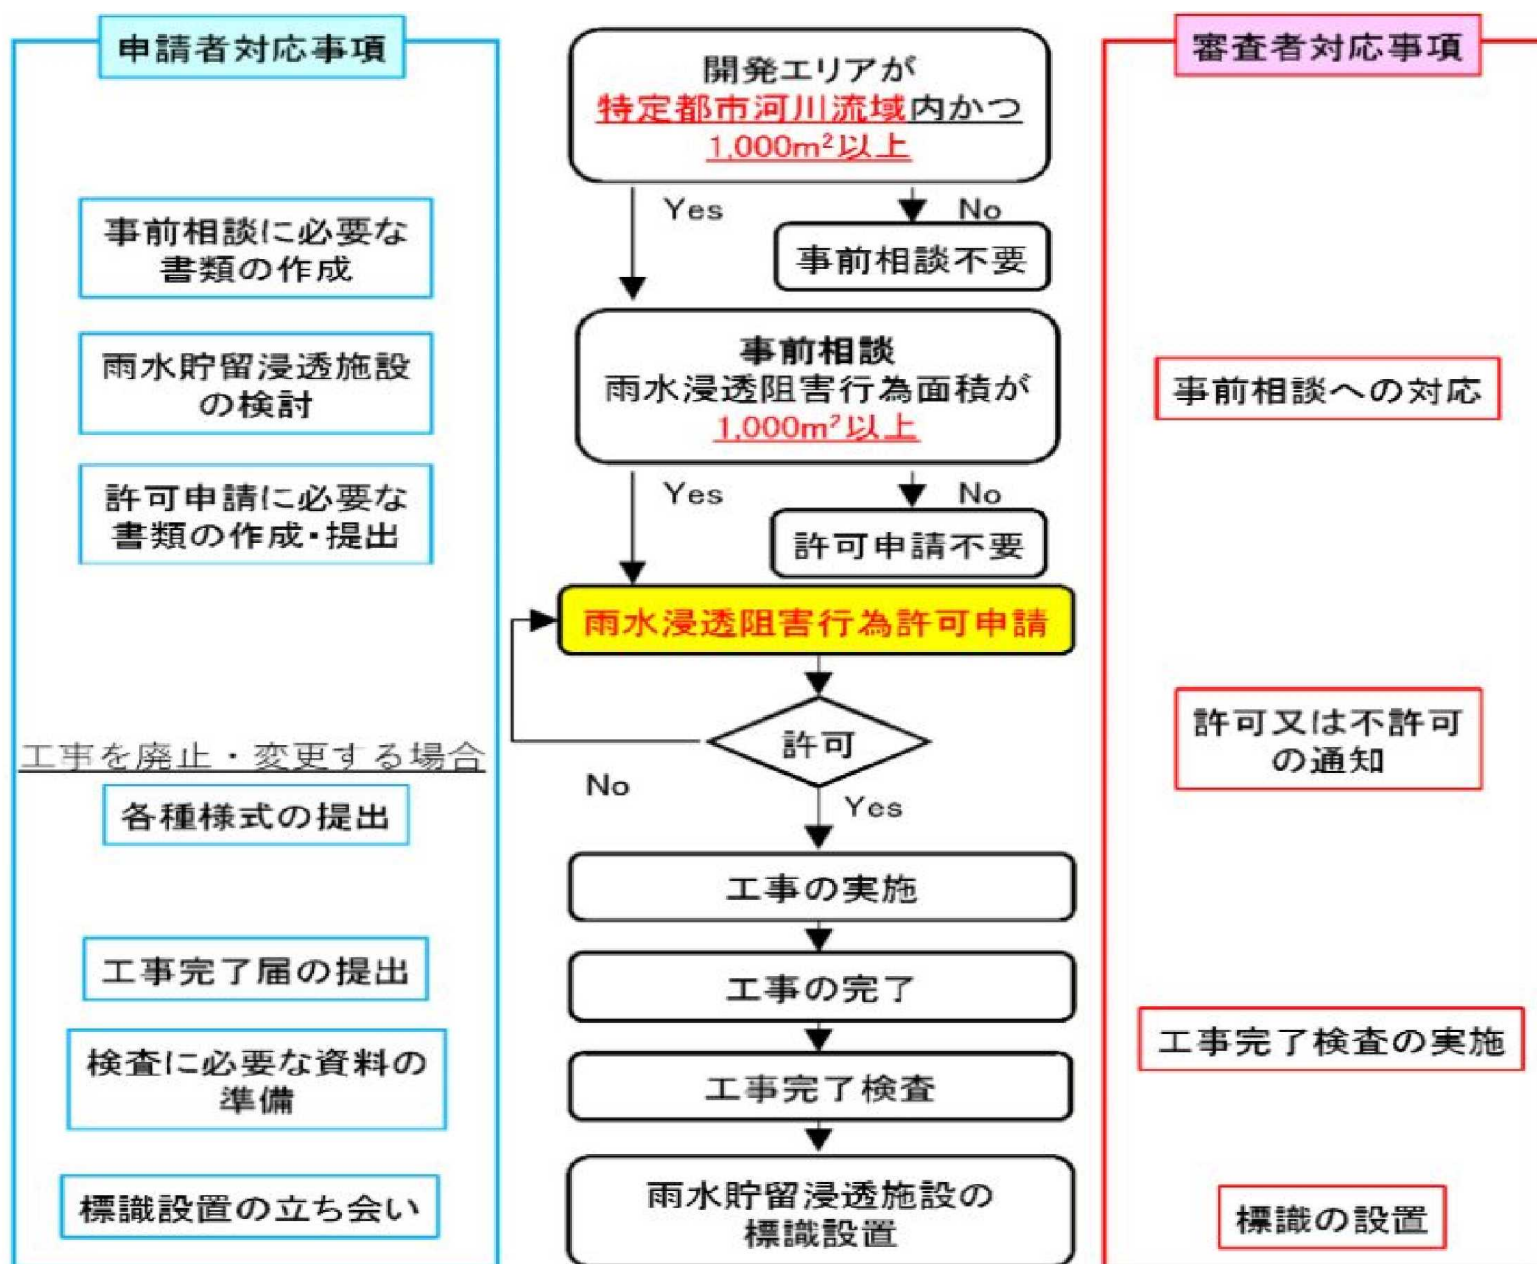 申請者対応事項
事前相談に必要な
書類の作成
雨水貯留浸透施設
の検討
許可申請に必要な
書類の作成・提出
工事を廃止・変更する場合
各種様式の提出
工事完了届の提出
検査に必要な資料の
準備
標識設置の立ち会い
開発エリアが
特定都市河川流域内かつ
1,000m²以上
Yes
No
事前相談不要
事前相談
雨水浸透阻害行為面積が
1,000m²以上
Yes
No
許可申請不要
雨水浸透阻害行為許可申請
許可
No
Yes
工事の実施
工事の完了
工事完了検査
雨水貯留浸透施設の
標識設置
審査者対応事項
事前相談への対応
許可又は不許可
の通知
工事完了検査の実施
標識の設置